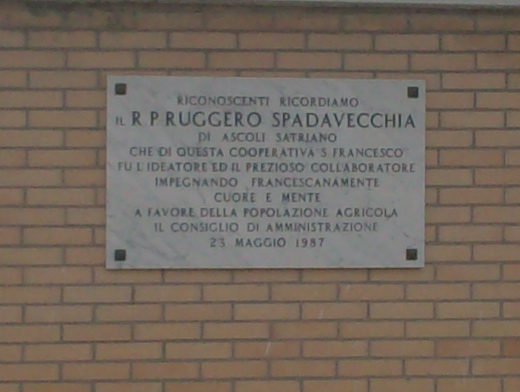 RICONOSCENTI RICORDIAMO
IL R P RUGGERO SPADAVECCHIA
DI ASCOLI SATRIANO
CHE DI QUESTA COOPERATIVA S FRANCESCO
FU L'IDEATORE ED IL PREZIOSO COLLABORATORE
IMPEGNANDO FRANCESCANAMENTE
CUORE E MENTE
A FAVORE DELLA POPOLAZIONE AGRICOLA
IL CONSIGLIO DI AMMINISTRAZIONE
23 MAGGIO 1987